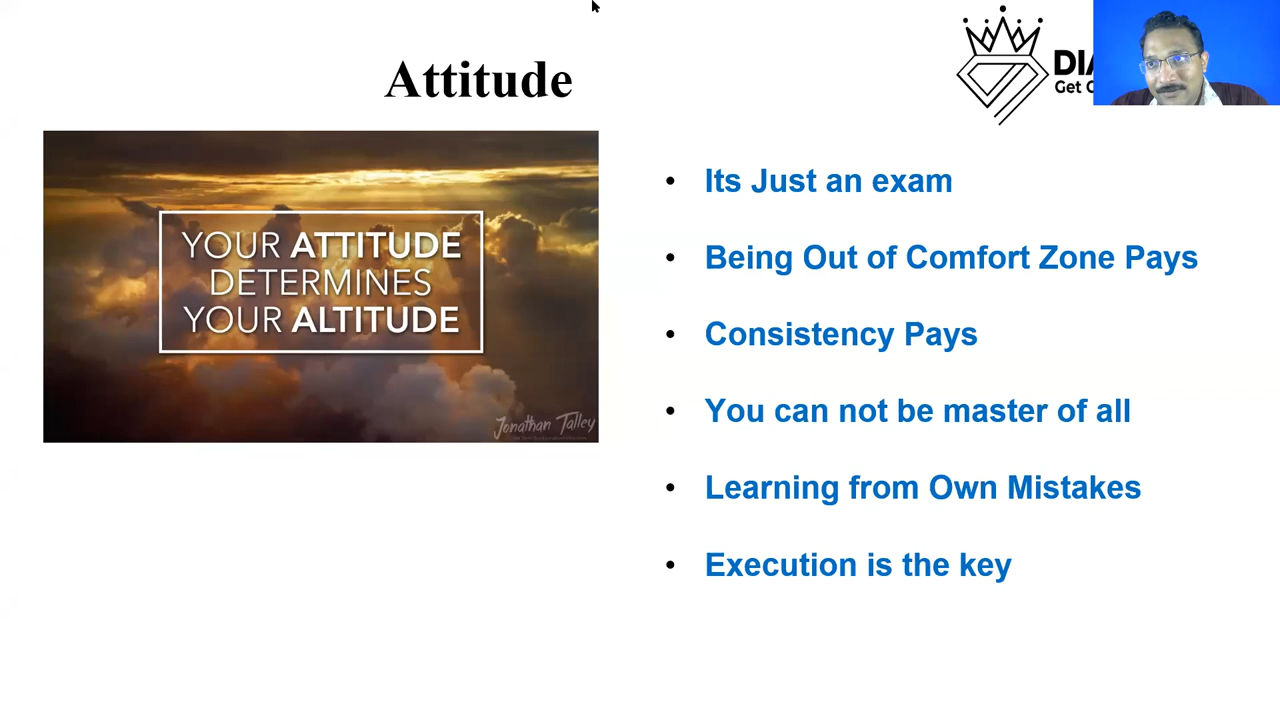 Attitude
YOUR ATTITUDE
DETERMINES
YOUR ALTITUDE
Jonathan Talley
Its Just an exam
Being Out of Comfort Zone Pays
Consistency Pays
You can not be master of all
Learning from Own Mistakes
Execution is the key